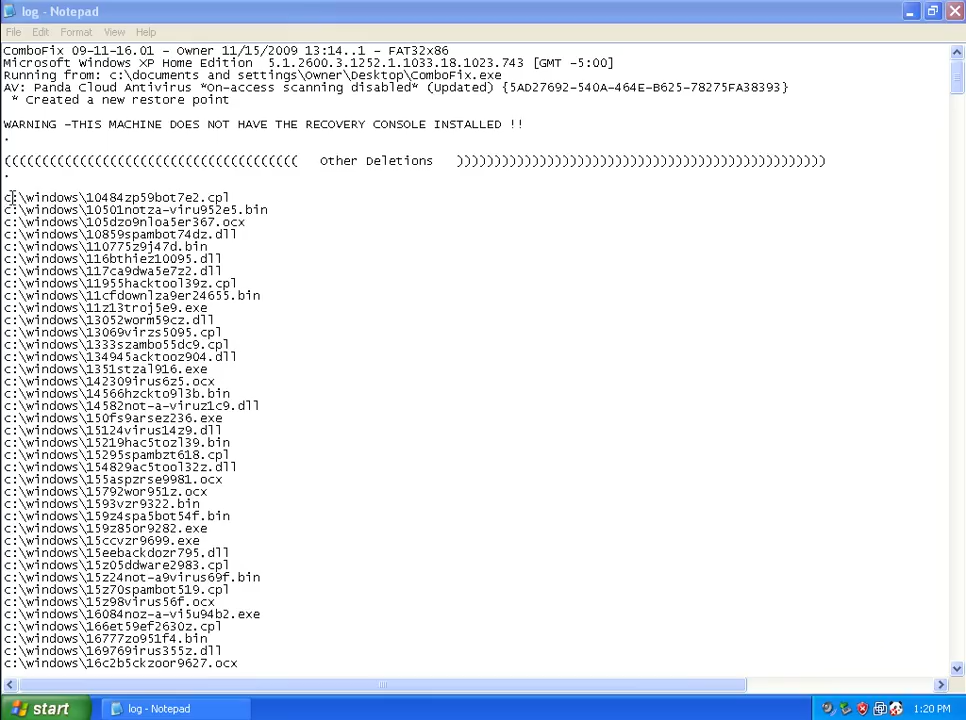 log - Notepad
File Edit Format View Help
ComboFix 09-11-16.01 - Owner 11/15/2009 13:14..1 - FAT32x86
Microsoft Windows XP Home Edition 5.1.2600.3.1252.1.1033.18.1023.743 [GMT -5:00]
Running from: c:\documents and settings\Owner\Desktop\ComboFix.exe
AV: Panda Cloud Antivirus *On-access scanning disabled* (Updated) {5AD27692-540A-464E-B625-78275FA38393}
* Created a new restore point
WARNING -THIS MACHINE DOES NOT HAVE THE RECOVERY CONSOLE INSTALLED !!
.
(((((((((((((((((((((((((((((((((((((((   Other Deletions   )))))))))))))))))))))))))))))))))))))))))))))))))
.
c:\windows\10484zp59bot7e2.cpl
c:\windows\10501notza-viru952e5.bin
c:\windows\105dzo9nloa5er367.ocx
c:\windows\10859spambot74dz.dll
c:\windows\110775z9j47d.bin
c:\windows\116bthiez10095.dll
c:\windows\117ca9dwa5e7z2.dll
c:\windows\11955hacktool39z.cpl
c:\windows\11cfdownlza9er24655.bin
c:\windows\11z13troj5e9.exe
c:\windows\13052worm59cz.dll
c:\windows\13069virzs5095.cpl
c:\windows\1333szambo55dc9.cpl
c:\windows\134945acktooz904.dll
c:\windows\1351stzal916.exe
c:\windows\142309irus6z5.ocx
c:\windows\14566hzckto9l3b.bin
c:\windows\14582not-a-viruz1c9.dll
c:\windows\150fs9arsez236.exe
c:\windows\15124virus14z9.dll
c:\windows\15219hac5tozl39.bin
c:\windows\15295spambzt618.cpl
c:\windows\154829ac5tool32z.dll
c:\windows\155aspzrse9981.ocx
c:\windows\15792wor951z.ocx
c:\windows\1593vzr9322.bin
c:\windows\159z4spa5bot54f.bin
c:\windows\159z85or9282.exe
c:\windows\15ccvzr9699.exe
c:\windows\15eebackdozr795.dll
c:\windows\15z05ddware2983.cpl
c:\windows\15z24not-a9virus69f.bin
c:\windows\15z70spambot519.cpl
c:\windows\15z98virus56f.ocx
c:\windows\16084noz-a-vi5u94b2.exe
c:\windows\166et59ef2630z.cpl
c:\windows\16777zo951f4.bin
c:\windows\169769irus355z.dll
c:\windows\16c2b5ckzoor9627.ocx
start
log - Notepad
1:20 PM